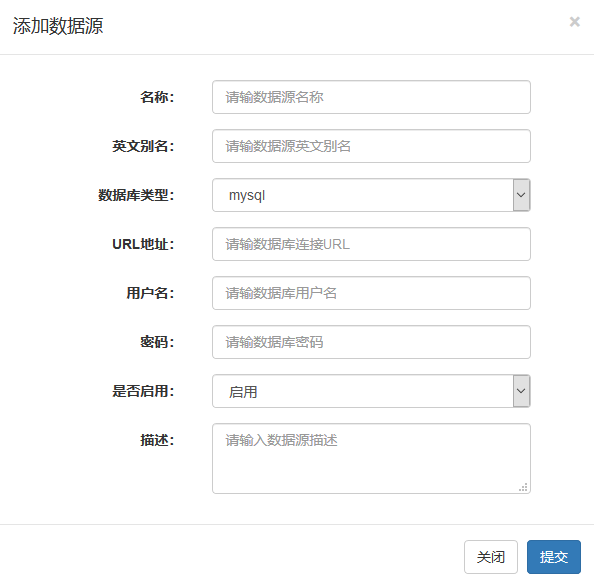 添加数据源 ×
名称： 请输数据源名称
英文别名： 请输数据源英文别名
数据库类型： mysql
URL地址： 请输数据库连接URL
用户名： 请输数据库用户名
密码： 请输数据库密码
是否启用： 启用
描述： 请输入数据源描述
关闭 提交